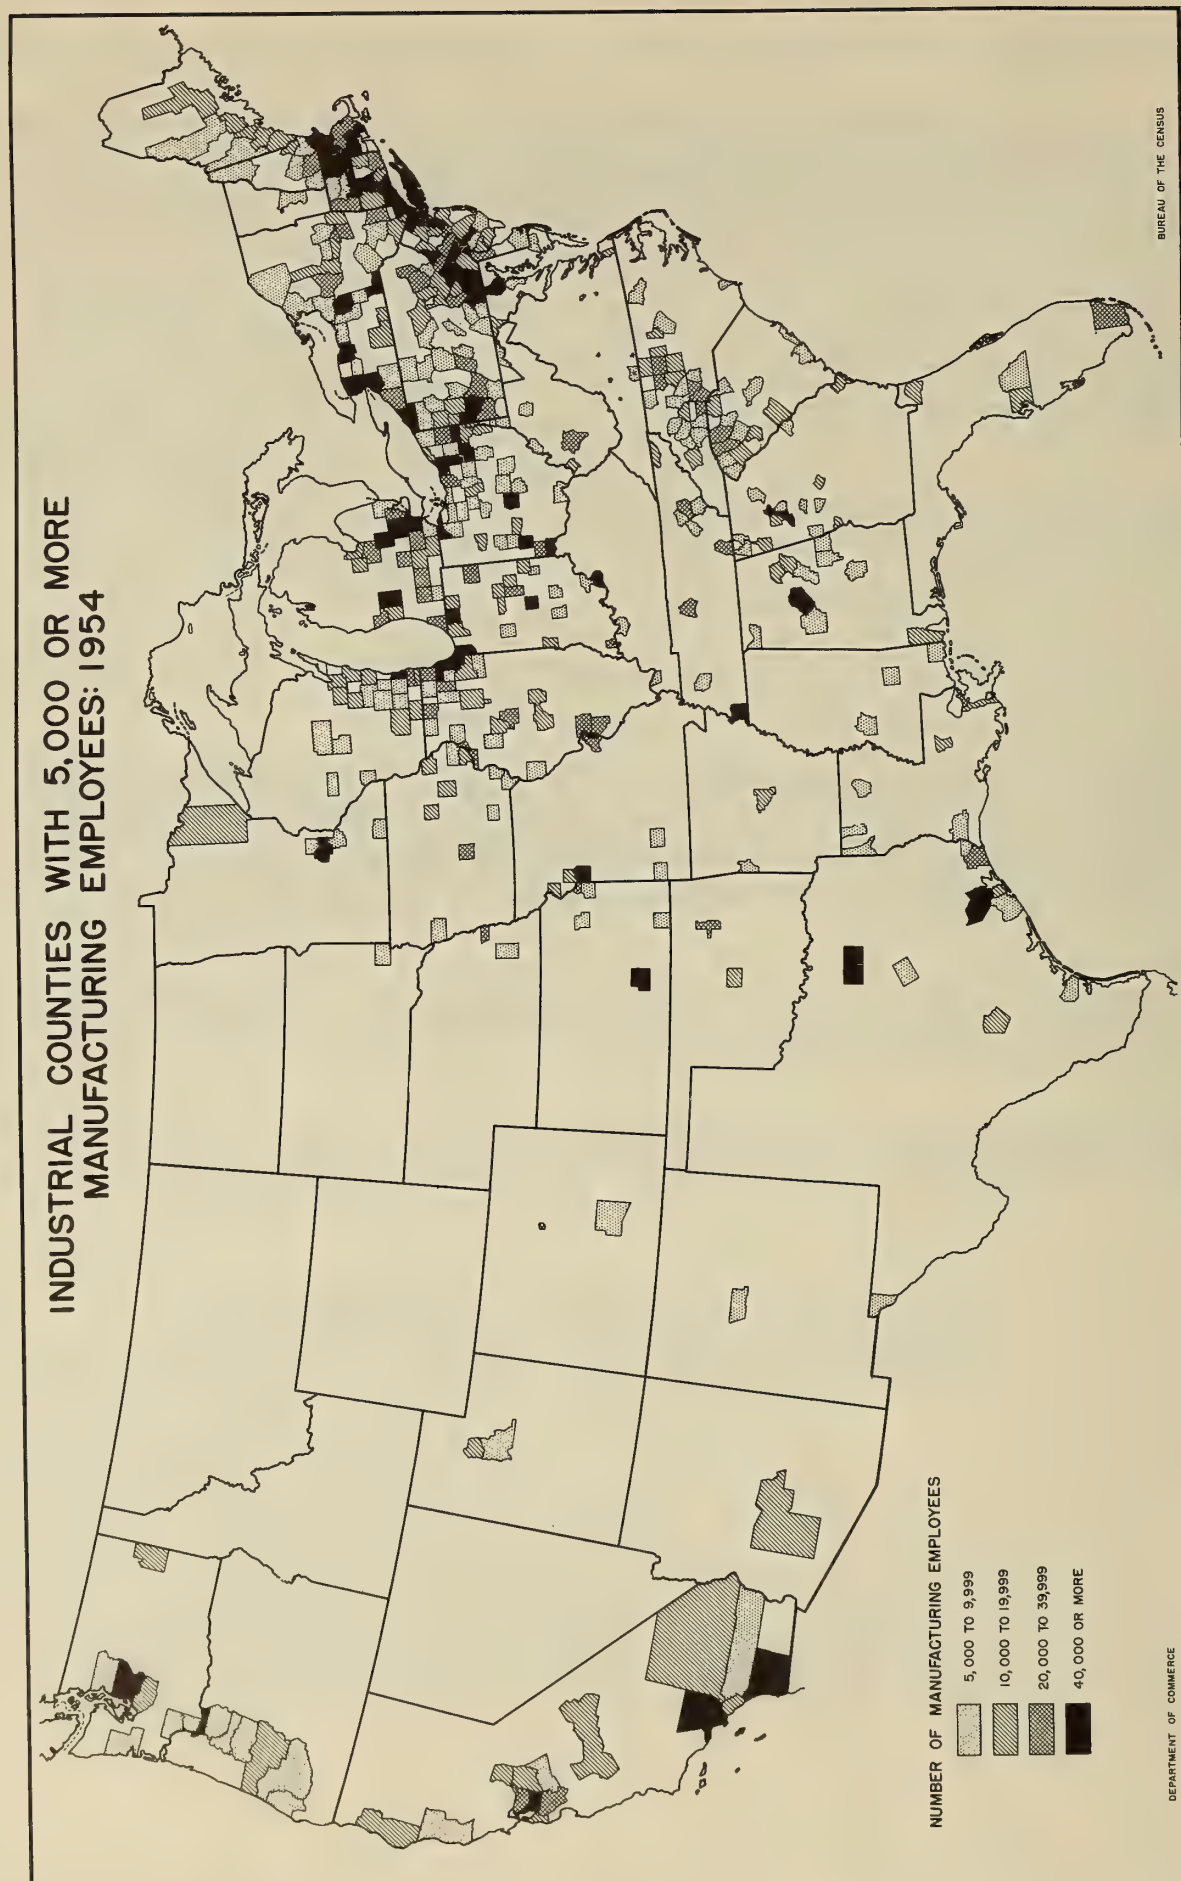 INDUSTRIAL COUNTIES WITH 5,000 OR MORE
MANUFACTURING EMPLOYEES: 1954
NUMBER OF MANUFACTURING EMPLOYEES
5,000 TO 9,999
10,000 TO 19,999
20,000 TO 39,999
40,000 OR MORE
DEPARTMENT OF COMMERCE
BUREAU OF THE CENSUS